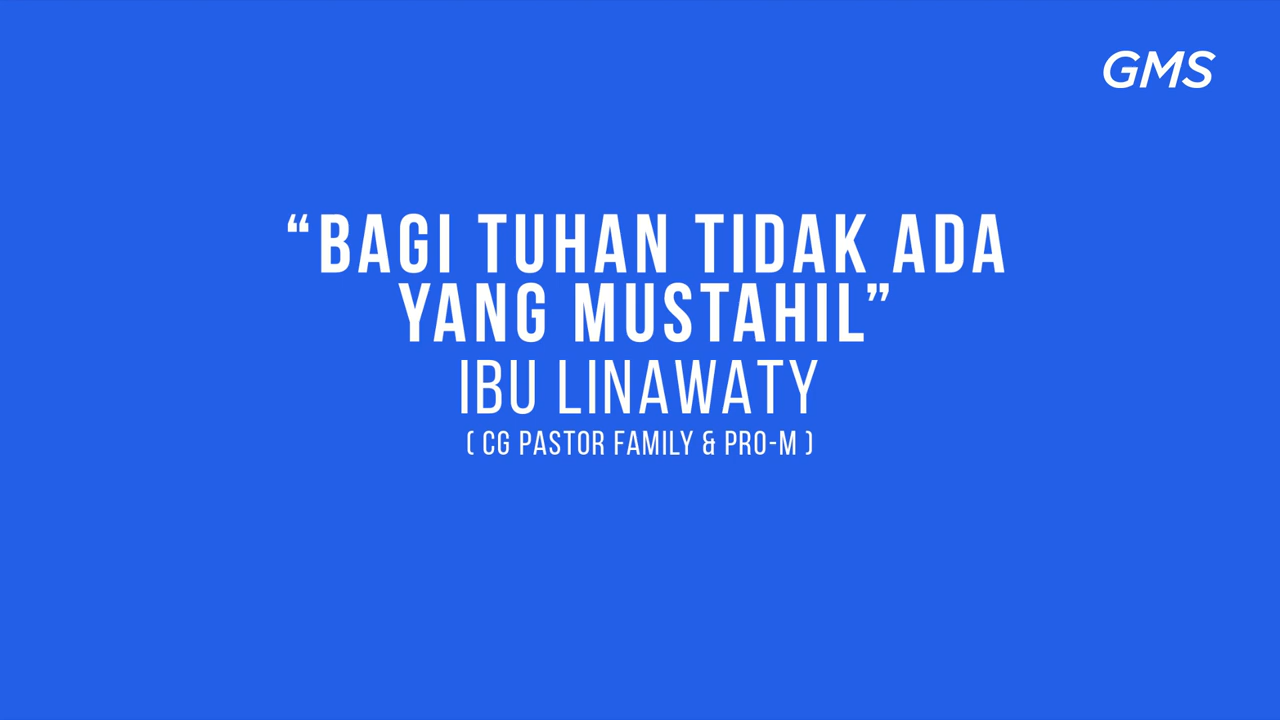 GMS
“BAGI TUHAN TIDAK ADA
YANG MUSTAHIL”
IBU LINAWATY
( CG PASTOR FAMILY & PRO-M )